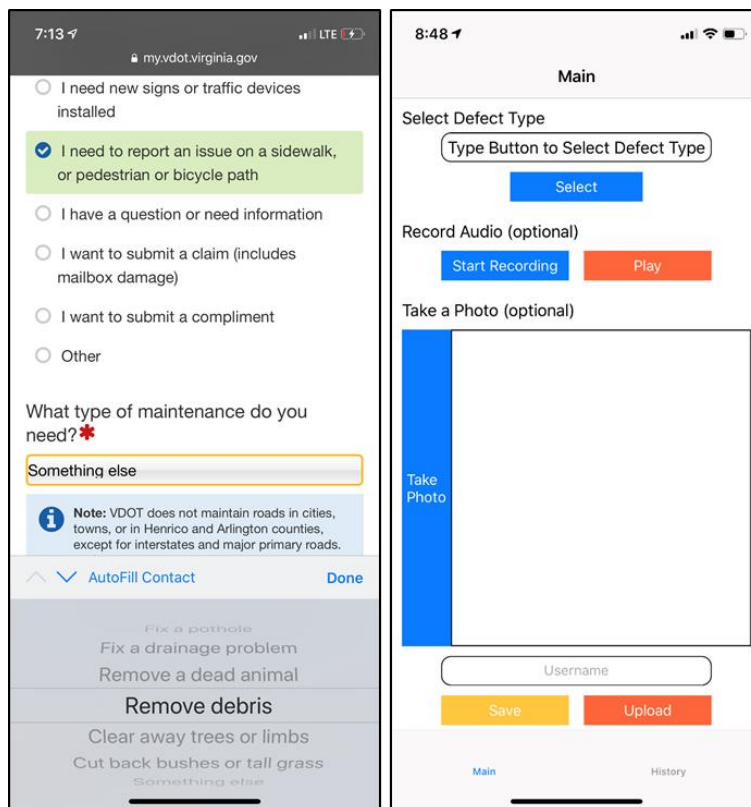 7:13
LTE
my.vdot.virginia.gov
I need new signs or traffic devices
installed
I need to report an issue on a sidewalk,
or pedestrian or bicycle path
I have a question or need information
I want to submit a claim (includes
mailbox damage)
I want to submit a compliment
Other
What type of maintenance do you
need?*
Something else
Note: VDOT does not maintain roads in cities,
towns, or in Henrico and Arlington counties,
except for interstates and major primary roads.
AutoFill Contact
Done
Fix a pothole
Fix a drainage problem
Remove a dead animal
Remove debris
Clear away trees or limbs
Cut back bushes or tall grass
Something else
8:48
Main
Select Defect Type
Type Button to Select Defect Type
Select
Record Audio (optional)
Start Recording
Play
Take a Photo (optional)
Take
Photo
Username
Save
Upload
Main
History